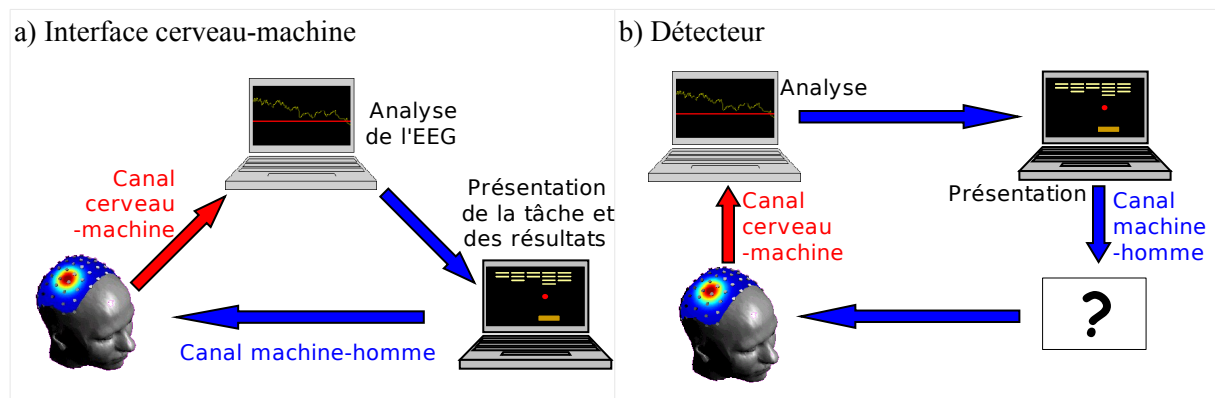 a) Interface cerveau-machine
Analyse
de l'EEG
Canal
cerveau
-machine
Présentation
de la tâche et
des résultats
Canal machine-homme
b) Détecteur
Analyse
Présentation
Canal
cerveau
-machine
Canal
machine
-homme
?